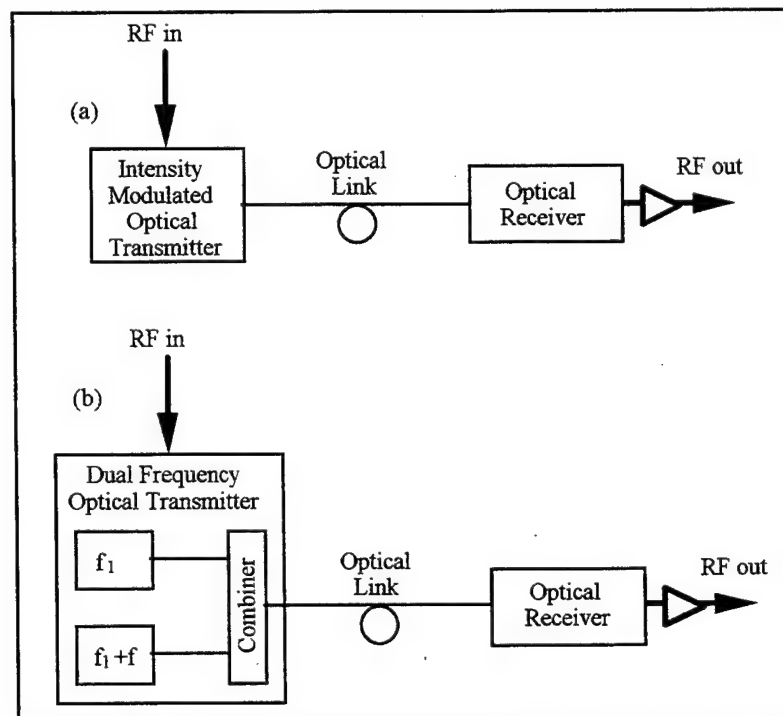 RF in
(a)
Intensity
Modulated
Optical
Transmitter
Optical
Link
Optical
Receiver
RF out
RF in
(b)
Dual Frequency
Optical Transmitter
f1
f1+f
Combiner
Optical
Link
Optical
Receiver
RF out